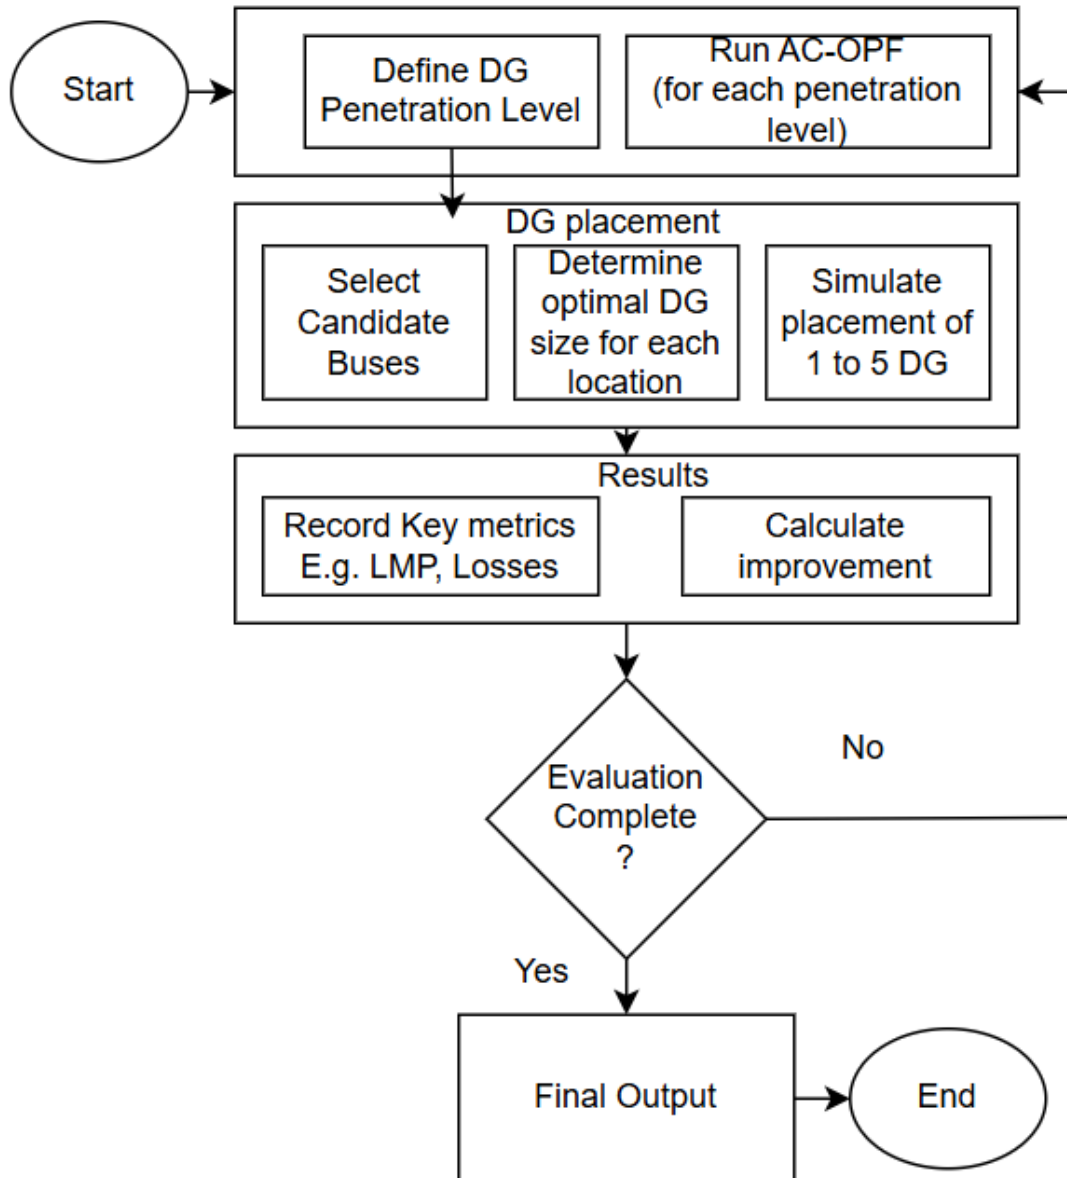 Start
Define DG
Penetration Level
Run AC-OPF
(for each penetration
level)
DG placement
Select
Candidate
Buses
Determine
optimal DG
size for each
location
Simulate
placement of
1 to 5 DG
Results
Record Key metrics
E.g. LMP, Losses
Calculate
improvement
Evaluation
Complete
?
No
Yes
Final Output
End